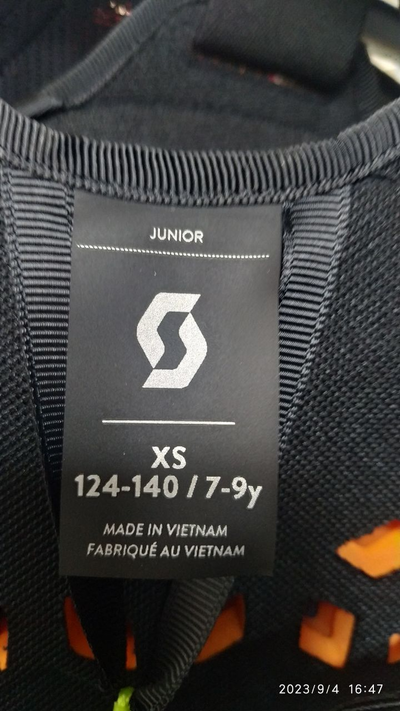 JUNIOR
XS
124-140 / 7-9y
MADE IN VIETNAM
FABRIQUÉ AU VIETNAM
2023/9/4 16:47